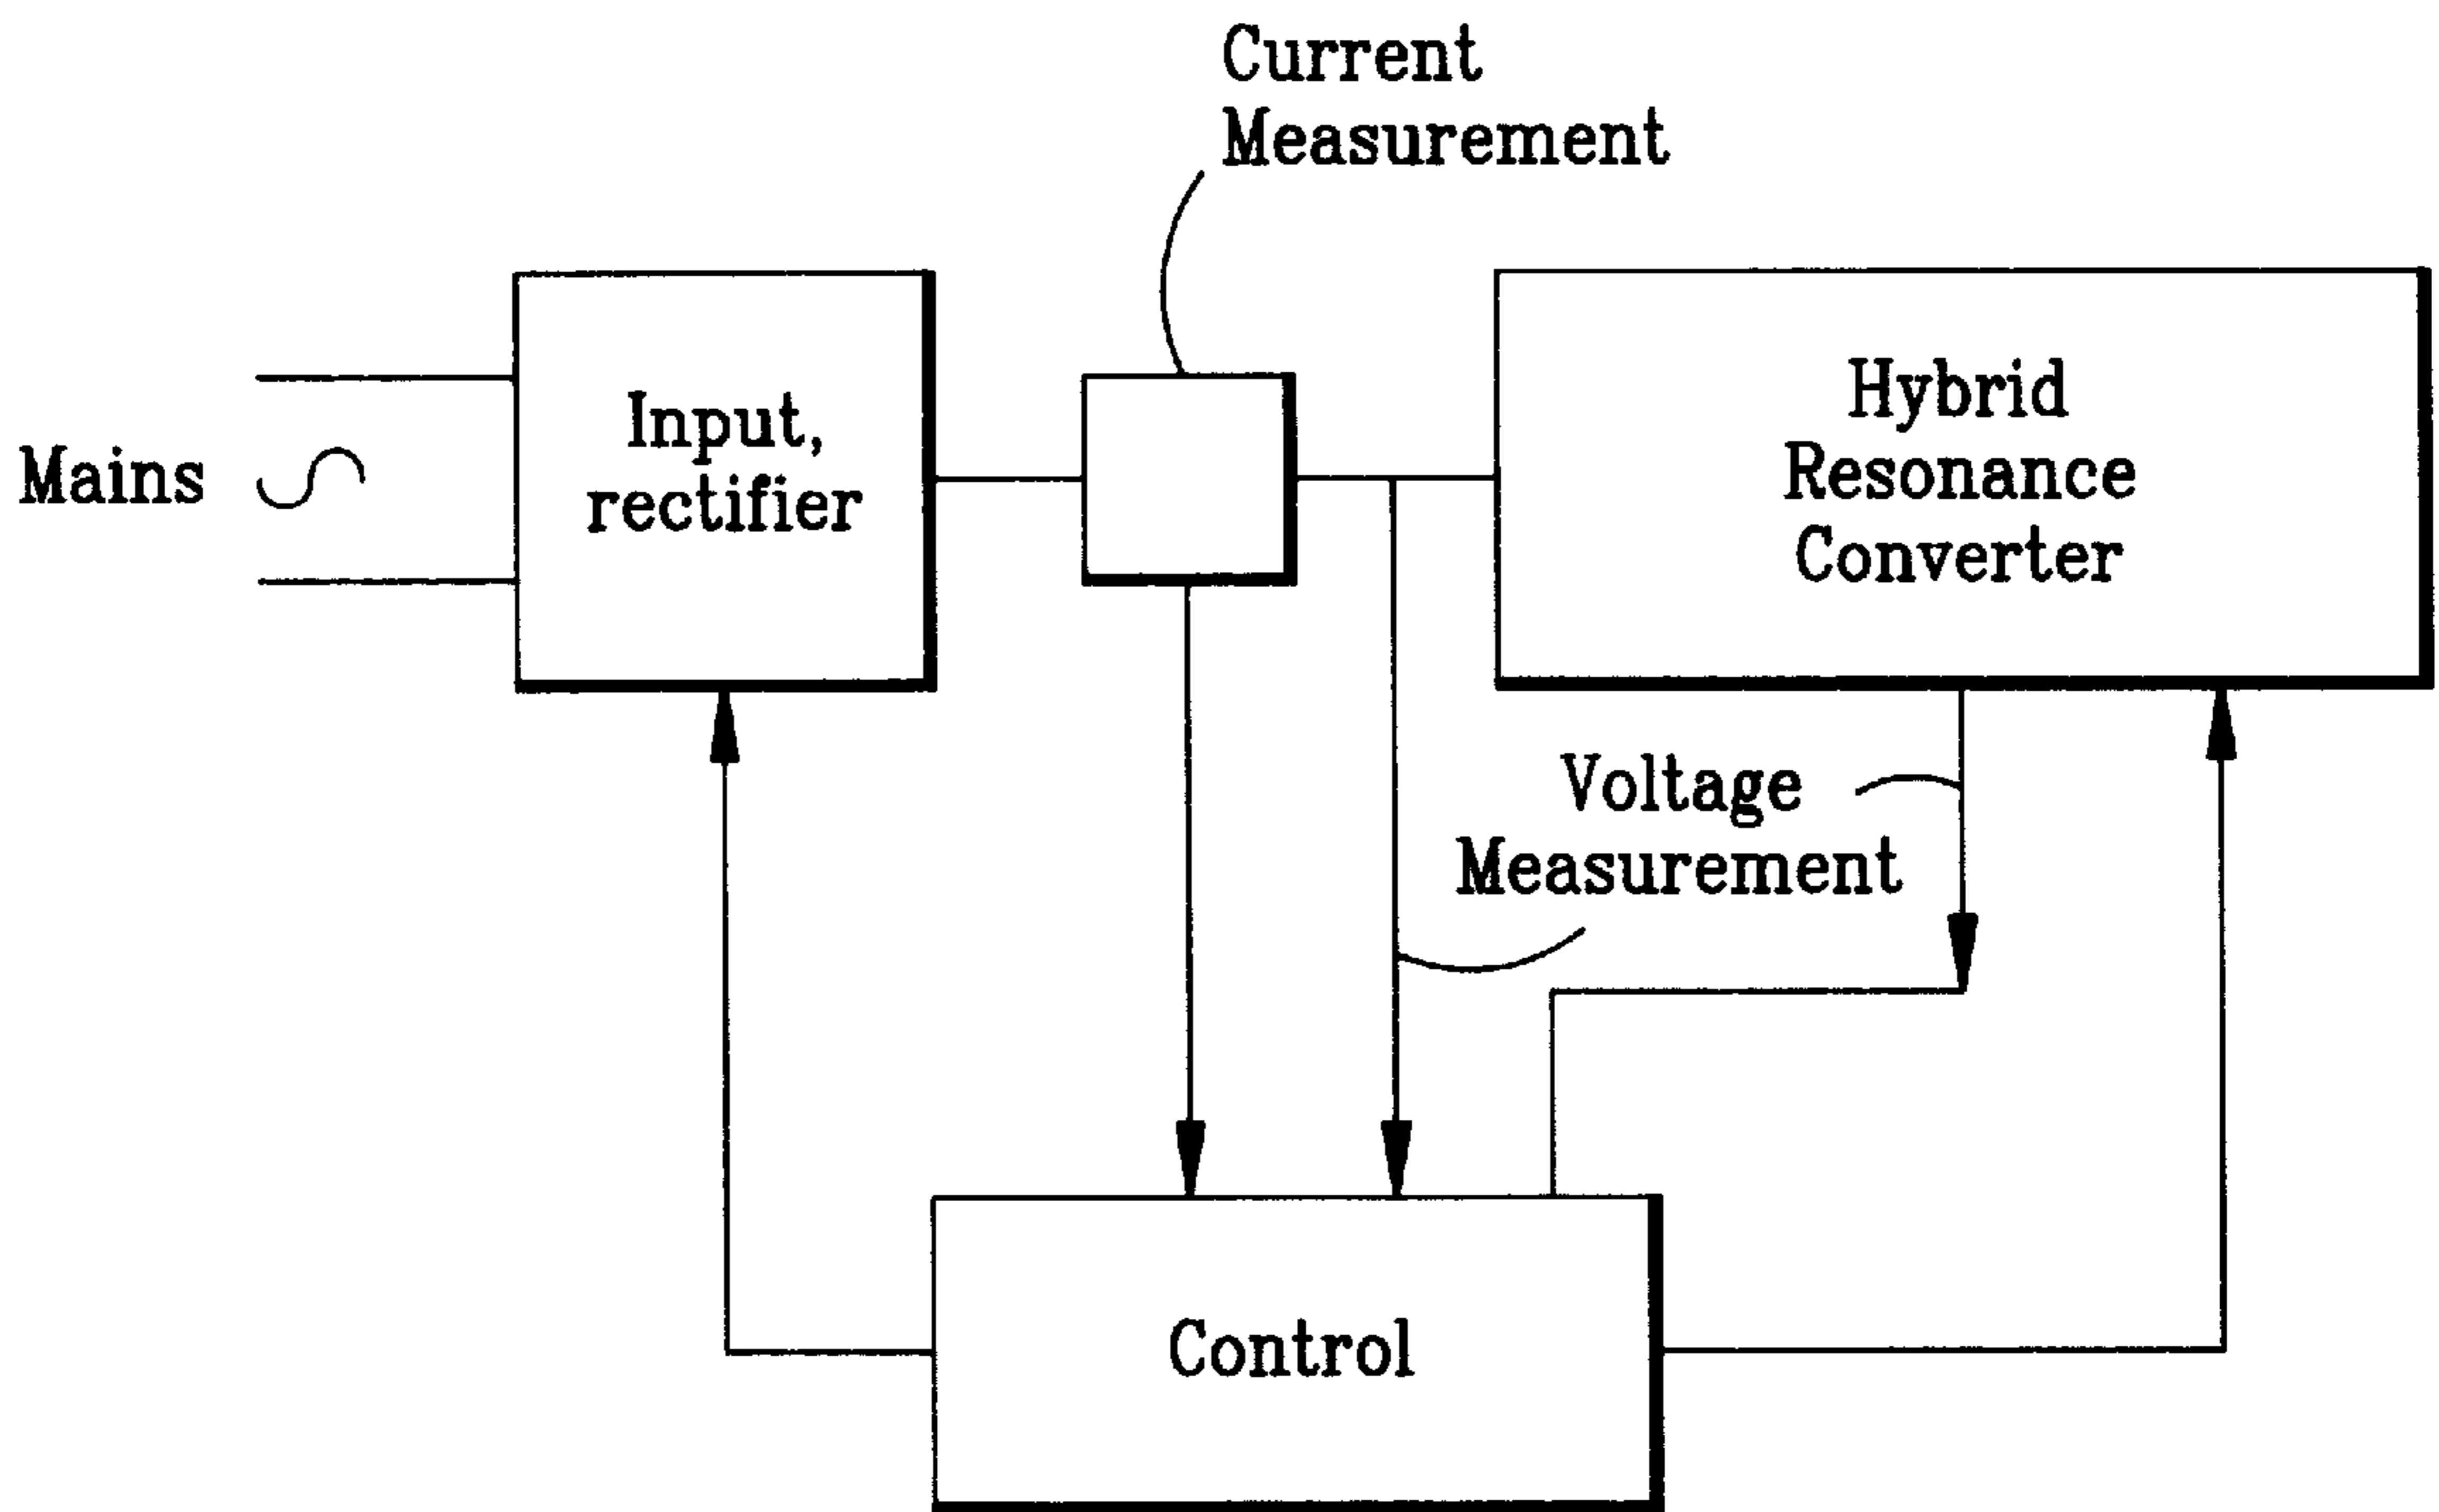 Current
Measurement
Mains
Input,
rectifier
Hybrid
Resonance
Converter
Voltage
Measurement
Control